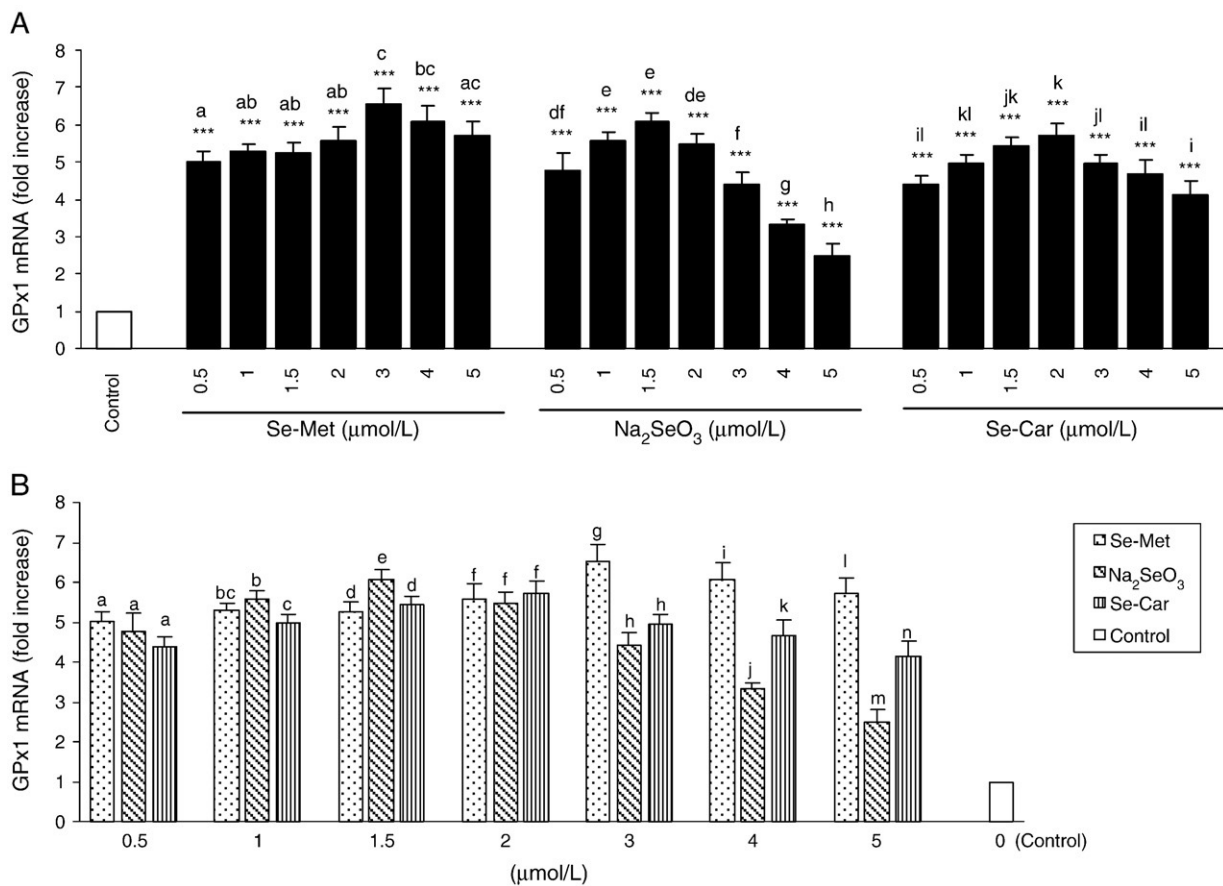 A
GPx1 mRNA (fold increase)
8
7
6
5
4
3
2
1
0
a
***
ab
***
ab
***
ab
***
c
***
bc
***
ac
***
df
***
e
***
e
***
de
***
f
***
g
***
h
***
il
***
kl
***
jk
***
k
***
jl
***
il
***
i
***
Control
0.5
1
1.5
2
3
4
5
0.5
1
1.5
2
3
4
5
0.5
1
1.5
2
3
4
5
Se-Met (μmol/L)
Na₂SeO₃ (μmol/L)
Se-Car (μmol/L)
B
GPx1 mRNA (fold increase)
8
7
6
5
4
3
2
1
0
a
a
a
bc
b
c
d
e
d
f
f
f
g
h
h
i
j
k
l
m
n
Se-Met
Na₂SeO₃
Se-Car
Control
0.5
1
1.5
2
3
4
5
0 (Control)
(μmol/L)